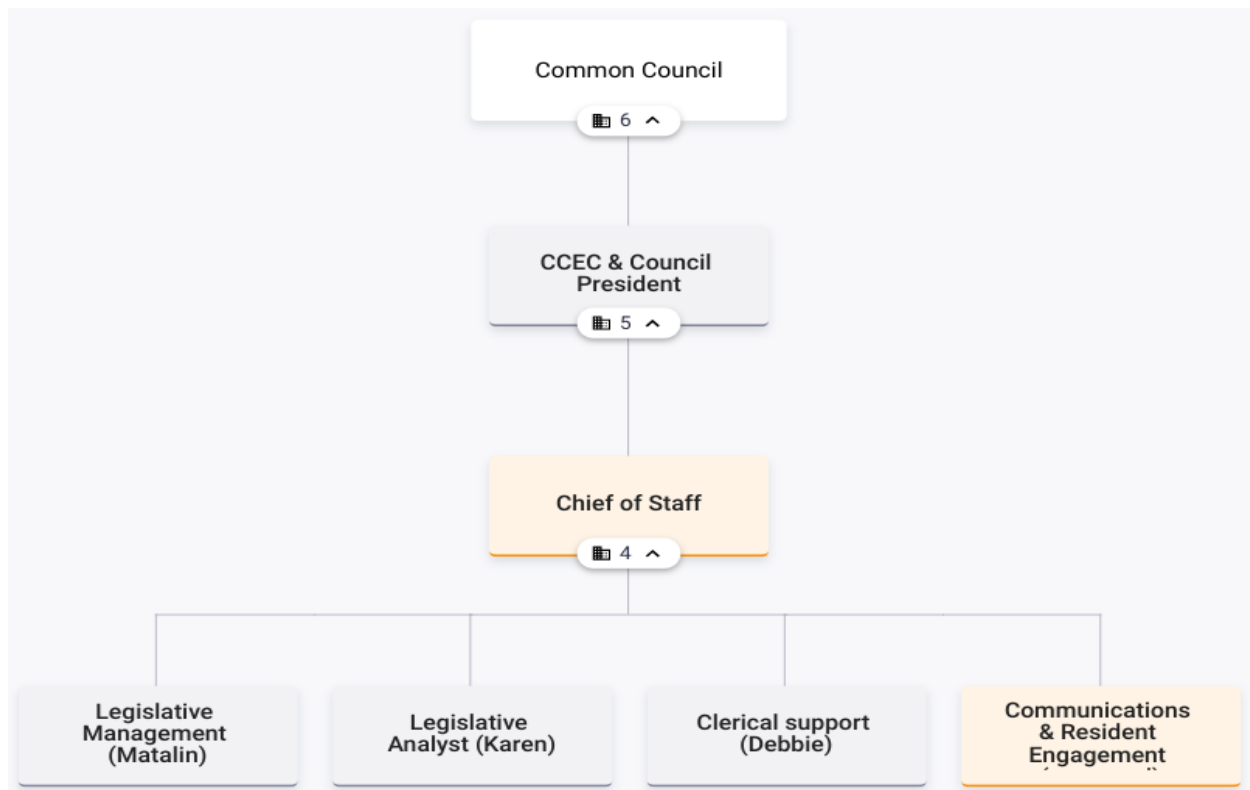 Common Council
6
CCEC & Council
President
5
Chief of Staff
4
Legislative
Management
(Matalin)
Legislative
Analyst (Karen)
Clerical support
(Debbie)
Communications
& Resident
Engagement